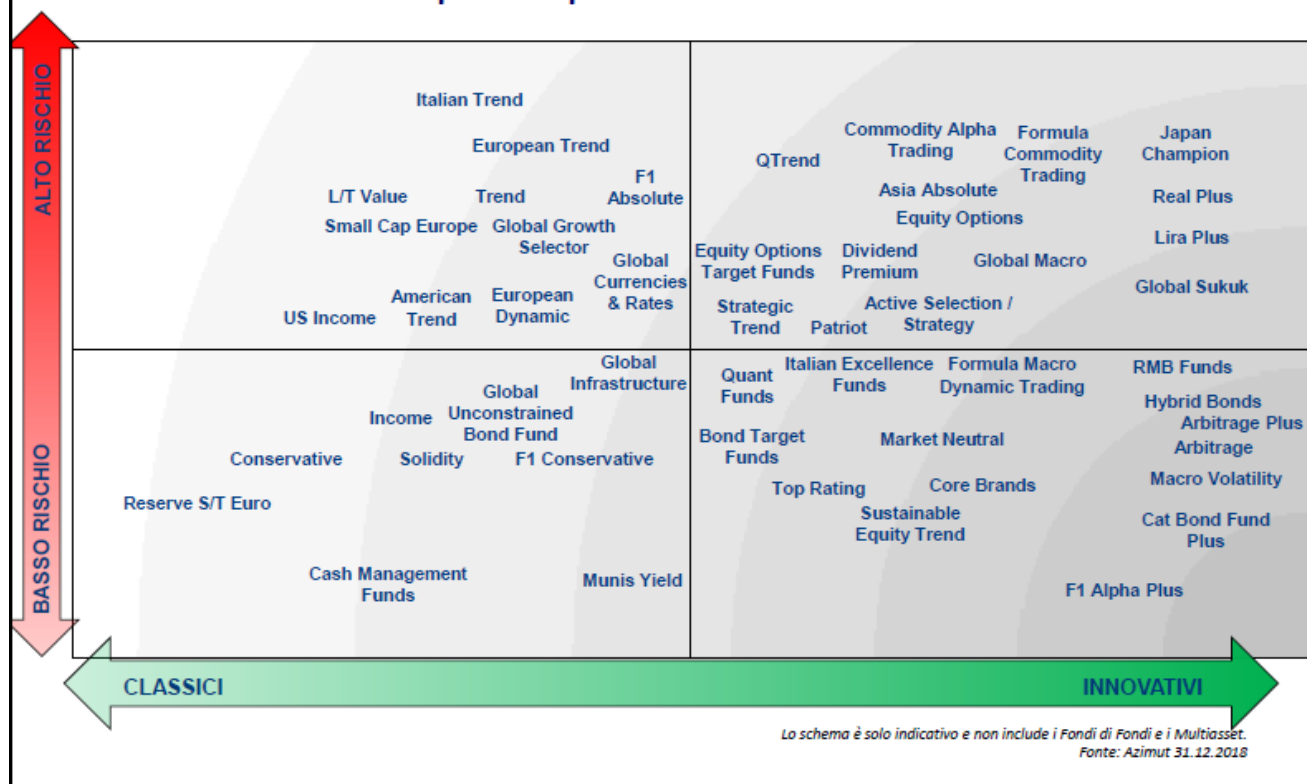 ALTO RISCHIO
BASSO RISCHIO
Italian Trend
European Trend
F1
Absolute
L/T Value
Trend
Small Cap Europe
Global Growth
Selector
Global
Currencies
& Rates
US Income
American
Trend
European
Dynamic
QTrend
Commodity Alpha
Trading
Formula
Commodity
Trading
Japan
Champion
Asia Absolute
Real Plus
Equity Options
Lira Plus
Equity Options
Target Funds
Dividend
Premium
Global Macro
Global Sukuk
Strategic
Trend
Patriot
Active Selection /
Strategy
Global
Infrastructure
Global
Unconstrained
Bond Fund
Income
Conservative
Solidity
F1 Conservative
Reserve S/T Euro
Cash Management
Funds
Munis Yield
Quant
Funds
Italian Excellence
Funds
Formula Macro
Dynamic Trading
RMB Funds
Hybrid Bonds
Arbitrage Plus
Arbitrage
Bond Target
Funds
Market Neutral
Macro Volatility
Top Rating
Core Brands
Sustainable
Equity Trend
Cat Bond Fund
Plus
F1 Alpha Plus
CLASSICI
INNOVATIVI
Lo schema è solo indicativo e non include i Fondi di Fondi e i Multiasset.
Fonte: Azimut 31.12.2018